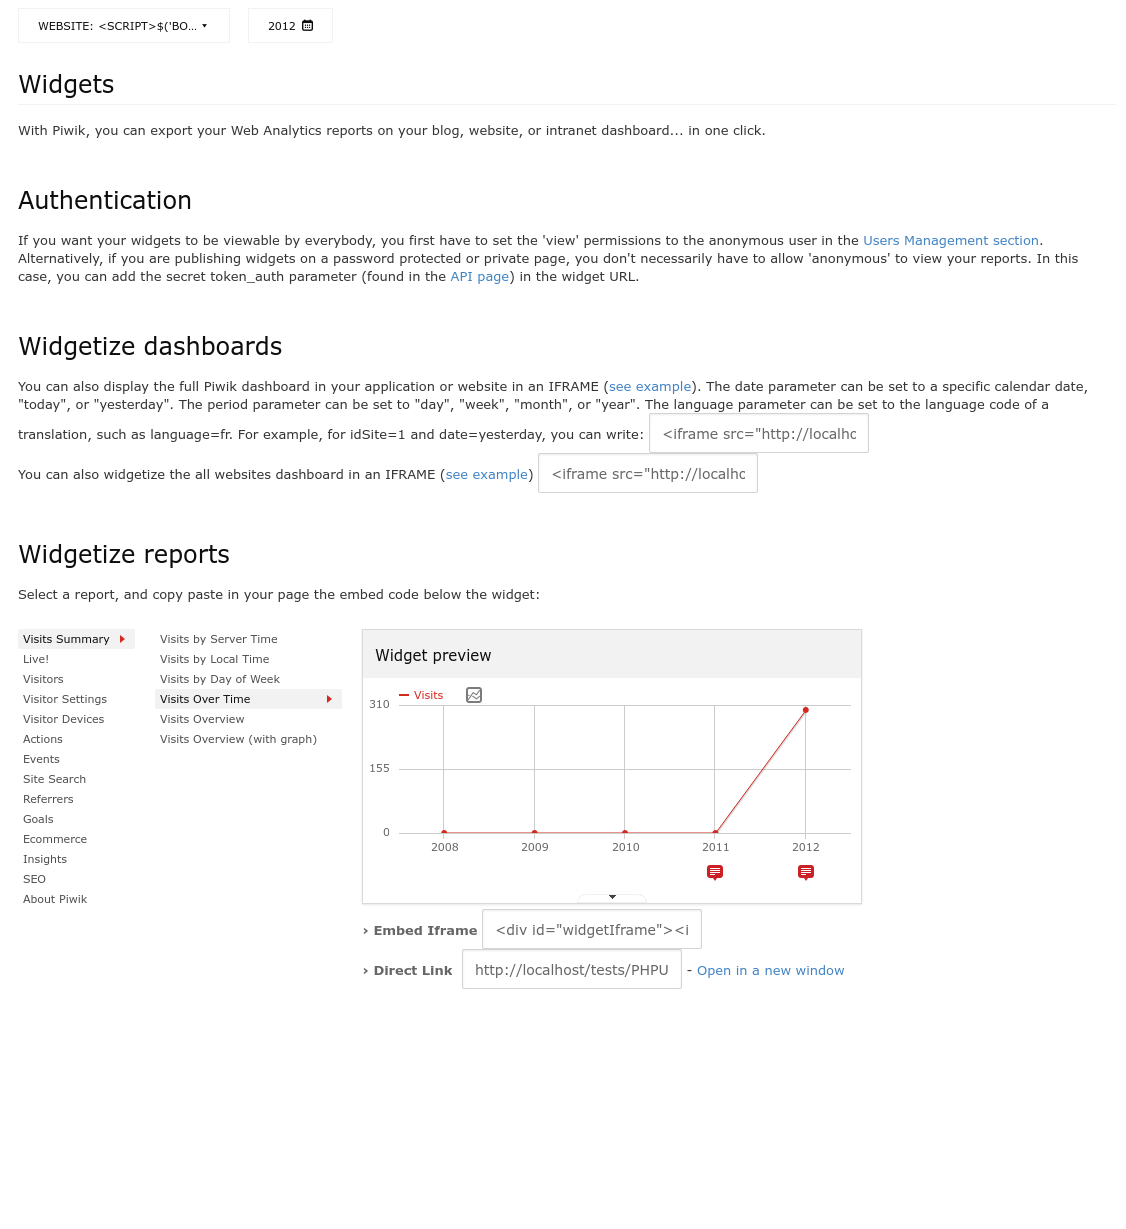 WEBSITE: <SCRIPT>$('BO...
2012
Widgets
With Piwik, you can export your Web Analytics reports on your blog, website, or intranet dashboard... in one click.
Authentication
If you want your widgets to be viewable by everybody, you first have to set the 'view' permissions to the anonymous user in the Users Management section.
Alternatively, if you are publishing widgets on a password protected or private page, you don't necessarily have to allow 'anonymous' to view your reports. In this
case, you can add the secret token_auth parameter (found in the API page) in the widget URL.
Widgetize dashboards
You can also display the full Piwik dashboard in your application or website in an IFRAME (see example). The date parameter can be set to a specific calendar date,
"today", or "yesterday". The period parameter can be set to "day", "week", "month", or "year". The language parameter can be set to the language code of a
translation, such as language=fr. For example, for idSite=1 and date=yesterday, you can write: <iframe src="http://localhc
You can also widgetize the all websites dashboard in an IFRAME (see example) <iframe src="http://localhc
Widgetize reports
Select a report, and copy paste in your page the embed code below the widget:
Visits Summary
Live!
Visitors
Visitor Settings
Visitor Devices
Actions
Events
Site Search
Referrers
Goals
Ecommerce
Insights
SEO
About Piwik
Visits by Server Time
Visits by Local Time
Visits by Day of Week
Visits Over Time
Visits Overview
Visits Overview (with graph)
Widget preview
Visits
310
155
0
2008 2009 2010 2011 2012
› Embed Iframe <div id="widgetIframe"><i
› Direct Link http://localhost/tests/PHPU - Open in a new window